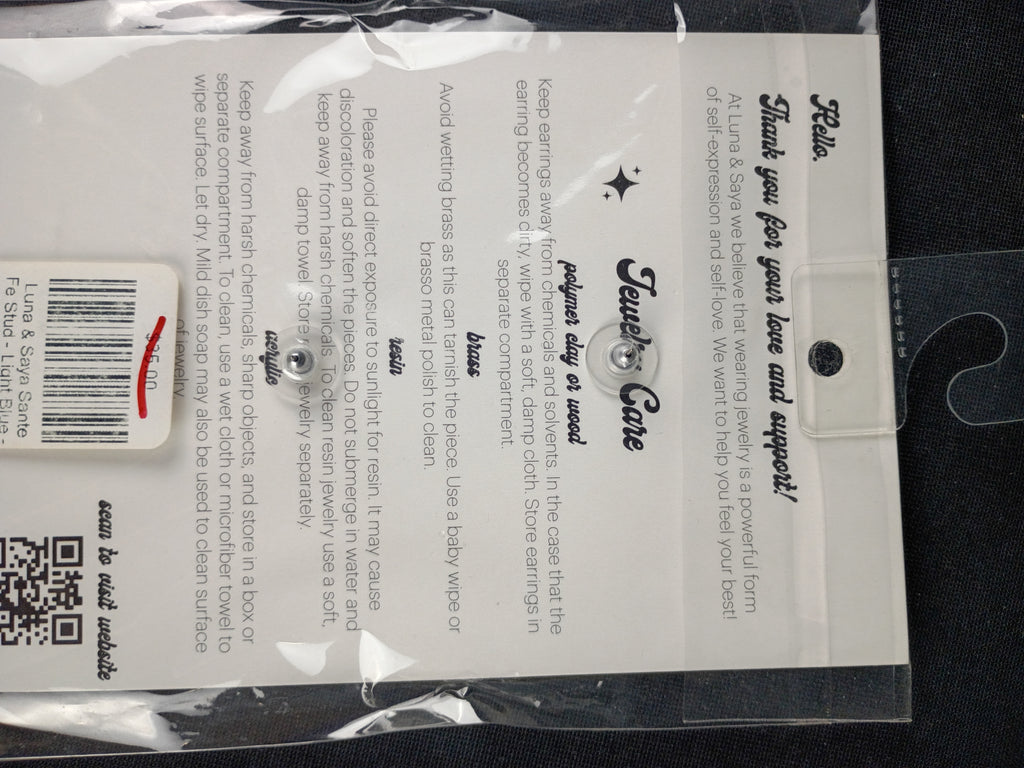 Hello,
Thank you for your love and support!
At Luna & Saya we believe that wearing jewelry is a powerful form
of self-expression and self-love. We want to help you feel your best!
Care
polymer clay or wood
Keep earrings away from chemicals and solvents. In the case that the
earring becomes dirty, wipe with a soft, damp cloth. Store earrings in
separate compartment.
brass
Avoid wetting brass as this can tarnish the piece. Use a baby wipe or
brasso metal polish to clean.
resin
Please avoid direct exposure to sunlight for resin. It may cause
discoloration and soften the pieces. Do not submerge in water and
keep away from harsh chemicals. To clean resin jewelry use a soft,
damp towel. Store jewelry separately.
acrylic
Keep away from harsh chemicals, sharp objects, and store in a box or
separate compartment. To clean, use a wet cloth or microfiber towel to
wipe surface. Let dry. Mild dish soap may also be used to clean surface
of jewelry
Luna & Saya Sante
Fe Stud - Light Blue -
scan to visit website